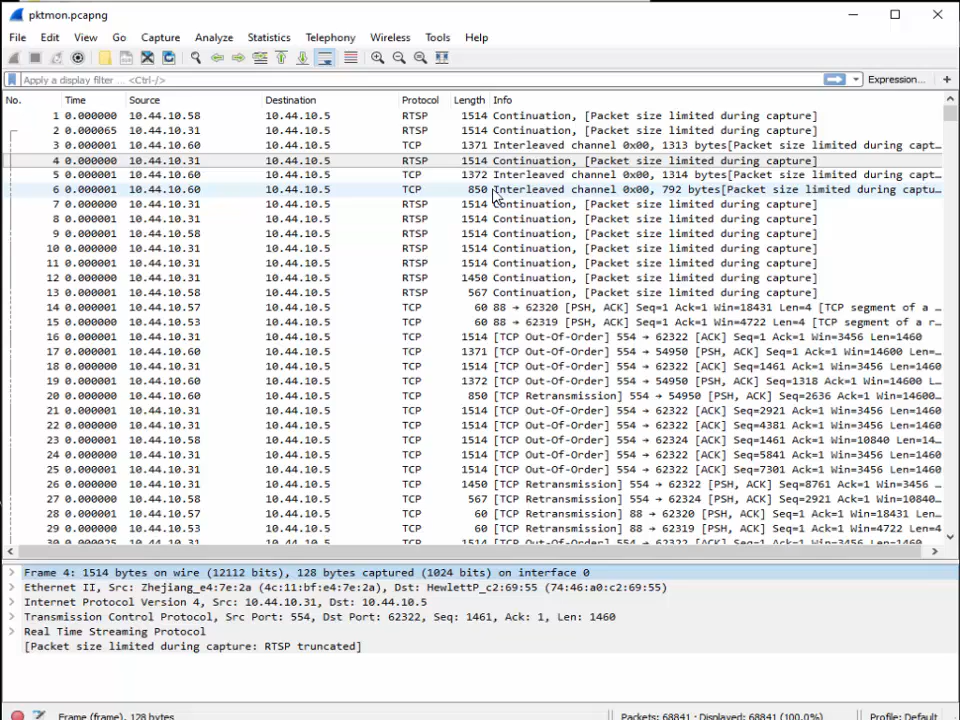 pktmon.pcapng
File Edit View Go Capture Analyze Statistics Telephony Wireless Tools Help
Apply a display filter ... <Ctrl-/> Expression... +
No. Time Source Destination Protocol Length Info
1 0.000000 10.44.10.58 10.44.10.5 RTSP 1514 Continuation, [Packet size limited during capture]
2 0.000065 10.44.10.31 10.44.10.5 RTSP 1514 Continuation, [Packet size limited during capture]
3 0.000001 10.44.10.60 10.44.10.5 TCP 1371 Interleaved channel 0x00, 1313 bytes[Packet size limited during capt…
4 0.000000 10.44.10.31 10.44.10.5 RTSP 1514 Continuation, [Packet size limited during capture]
5 0.000001 10.44.10.60 10.44.10.5 TCP 1372 Interleaved channel 0x00, 1314 bytes[Packet size limited during capt…
6 0.000001 10.44.10.60 10.44.10.5 TCP 850 Interleaved channel 0x00, 792 bytes[Packet size limited during captu…
7 0.000000 10.44.10.31 10.44.10.5 RTSP 1514 Continuation, [Packet size limited during capture]
8 0.000001 10.44.10.31 10.44.10.5 RTSP 1514 Continuation, [Packet size limited during capture]
9 0.000001 10.44.10.58 10.44.10.5 RTSP 1514 Continuation, [Packet size limited during capture]
10 0.000000 10.44.10.31 10.44.10.5 RTSP 1514 Continuation, [Packet size limited during capture]
11 0.000001 10.44.10.31 10.44.10.5 RTSP 1514 Continuation, [Packet size limited during capture]
12 0.000001 10.44.10.31 10.44.10.5 RTSP 1450 Continuation, [Packet size limited during capture]
13 0.000001 10.44.10.58 10.44.10.5 RTSP 567 Continuation, [Packet size limited during capture]
14 0.000001 10.44.10.57 10.44.10.5 TCP 60 88 → 62320 [PSH, ACK] Seq=1 Ack=1 Win=18431 Len=4 [TCP segment of a …
15 0.000001 10.44.10.53 10.44.10.5 TCP 60 88 → 62319 [PSH, ACK] Seq=1 Ack=1 Win=4722 Len=4 [TCP segment of a r…
16 0.000001 10.44.10.31 10.44.10.5 TCP 1514 [TCP Out-Of-Order] 554 → 62322 [ACK] Seq=1 Ack=1 Win=3456 Len=1460
17 0.000001 10.44.10.60 10.44.10.5 TCP 1371 [TCP Out-Of-Order] 554 → 54950 [PSH, ACK] Seq=1 Ack=1 Win=14600 Len…
18 0.000001 10.44.10.31 10.44.10.5 TCP 1514 [TCP Out-Of-Order] 554 → 62322 [ACK] Seq=1461 Ack=1 Win=3456 Len=1460
19 0.000001 10.44.10.60 10.44.10.5 TCP 1372 [TCP Out-Of-Order] 554 → 54950 [PSH, ACK] Seq=1318 Ack=1 Win=14600 L…
20 0.000000 10.44.10.60 10.44.10.5 TCP 850 [TCP Retransmission] 554 → 54950 [PSH, ACK] Seq=2636 Ack=1 Win=14600…
21 0.000001 10.44.10.31 10.44.10.5 TCP 1514 [TCP Out-Of-Order] 554 → 62322 [ACK] Seq=2921 Ack=1 Win=3456 Len=1460
22 0.000001 10.44.10.31 10.44.10.5 TCP 1514 [TCP Out-Of-Order] 554 → 62322 [ACK] Seq=4381 Ack=1 Win=3456 Len=1460
23 0.000000 10.44.10.58 10.44.10.5 TCP 1514 [TCP Out-Of-Order] 554 → 62324 [ACK] Seq=1461 Ack=1 Win=10840 Len=14…
24 0.000001 10.44.10.31 10.44.10.5 TCP 1514 [TCP Out-Of-Order] 554 → 62322 [ACK] Seq=5841 Ack=1 Win=3456 Len=1460
25 0.000001 10.44.10.31 10.44.10.5 TCP 1514 [TCP Out-Of-Order] 554 → 62322 [ACK] Seq=7301 Ack=1 Win=3456 Len=1460
26 0.000000 10.44.10.31 10.44.10.5 TCP 1450 [TCP Retransmission] 554 → 62322 [PSH, ACK] Seq=8761 Ack=1 Win=3456 …
27 0.000000 10.44.10.58 10.44.10.5 TCP 567 [TCP Retransmission] 554 → 62324 [PSH, ACK] Seq=2921 Ack=1 Win=10840…
28 0.000001 10.44.10.57 10.44.10.5 TCP 60 [TCP Retransmission] 88 → 62320 [PSH, ACK] Seq=1 Ack=1 Win=18431 Len…
29 0.000001 10.44.10.53 10.44.10.5 TCP 60 [TCP Retransmission] 88 → 62319 [PSH, ACK] Seq=1 Ack=1 Win=4722 Len=4
30 0.000025 10.44.10.31 10.44.10.5 TCP 1514 [TCP Out-Of-Order] 554 → 62322 [ACK] Seq=1 Ack=1 Win=3456 Len=1460
Frame 4: 1514 bytes on wire (12112 bits), 128 bytes captured (1024 bits) on interface 0
Ethernet II, Src: Zhejiang_e4:7e:2a (4c:11:bf:e4:7e:2a), Dst: HewlettP_c2:69:55 (74:46:a0:c2:69:55)
Internet Protocol Version 4, Src: 10.44.10.31, Dst: 10.44.10.5
Transmission Control Protocol, Src Port: 554, Dst Port: 62322, Seq: 1461, Ack: 1, Len: 1460
Real Time Streaming Protocol
[Packet size limited during capture: RTSP truncated]
Frame (frame), 128 bytes Packets: 68841 · Displayed: 68841 (100.0%) Profile: Default